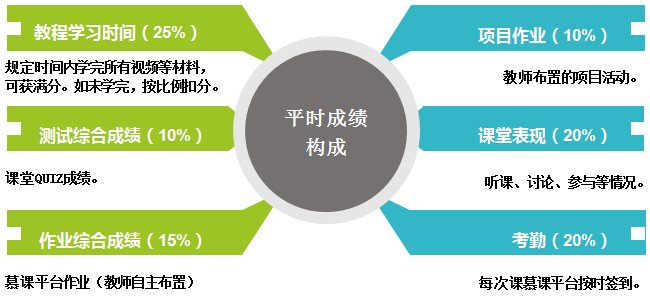 教程学习时间（25%）
规定时间内学完所有视频等材料，
可获满分。如未学完，按比例扣分。
测试综合成绩（10%）
课堂QUIZ成绩。
作业综合成绩（15%）
慕课平台作业（教师自主布置）
平时成绩
构成
项目作业（10%）
教师布置的项目活动。
课堂表现（20%）
听课、讨论、参与等情况。
考勤（20%）
每次课慕课平台按时签到。